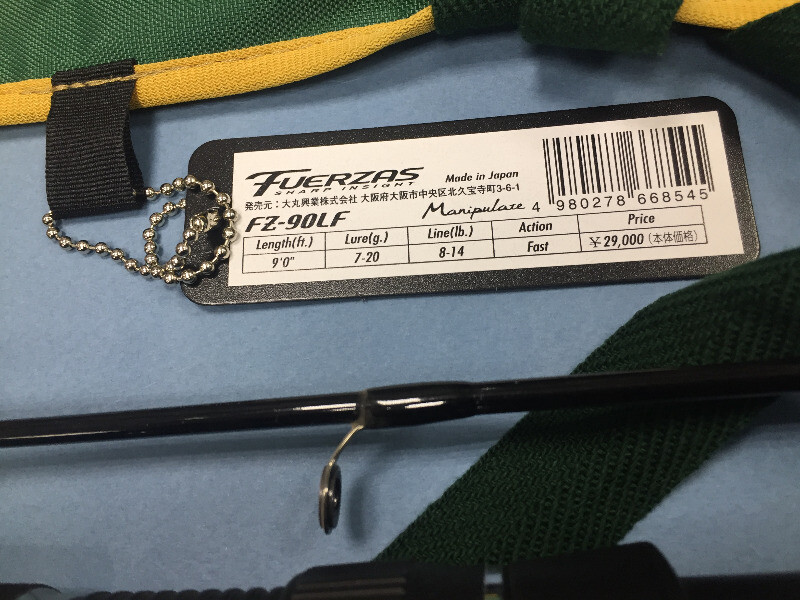 FUERZAS
SHARP INSIGHT
Made in Japan
発売元：大丸興業株式会社 大阪府大阪市中央区北久宝寺町3-6-1
FZ-90LF
Manipulate
4 980278 668545
Length(ft.) Lure(g.) Line(lb.) Action Price
9'0" 7-20 8-14 Fast ￥29,000(本体価格)